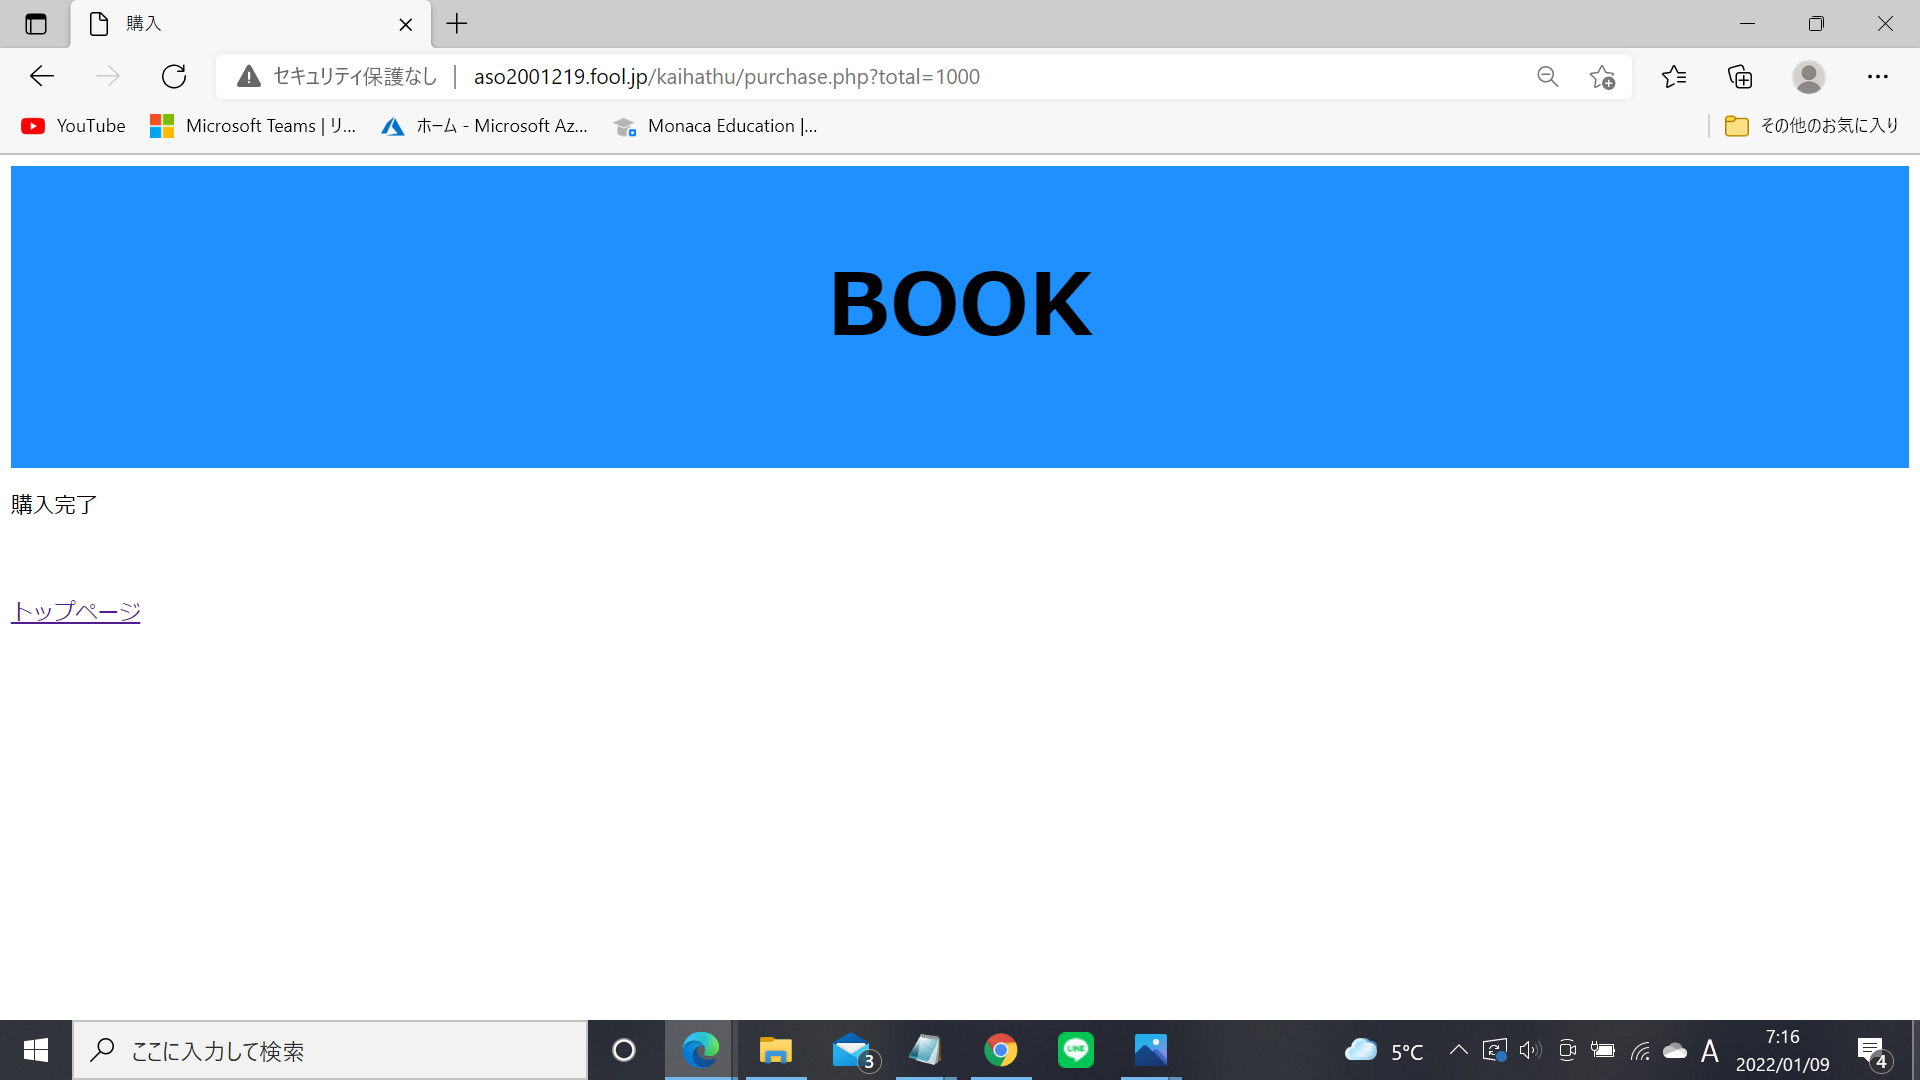 購入
セキュリティ保護なし | aso2001219.fool.jp/kaihathu/purchase.php?total=1000
YouTube
Microsoft Teams | リ...
ホーム - Microsoft Az...
Monaca Education |...
その他のお気に入り
BOOK
購入完了
トップページ
ここに入力して検索
3
LINE
5°C
A
7:16
2022/01/09
4